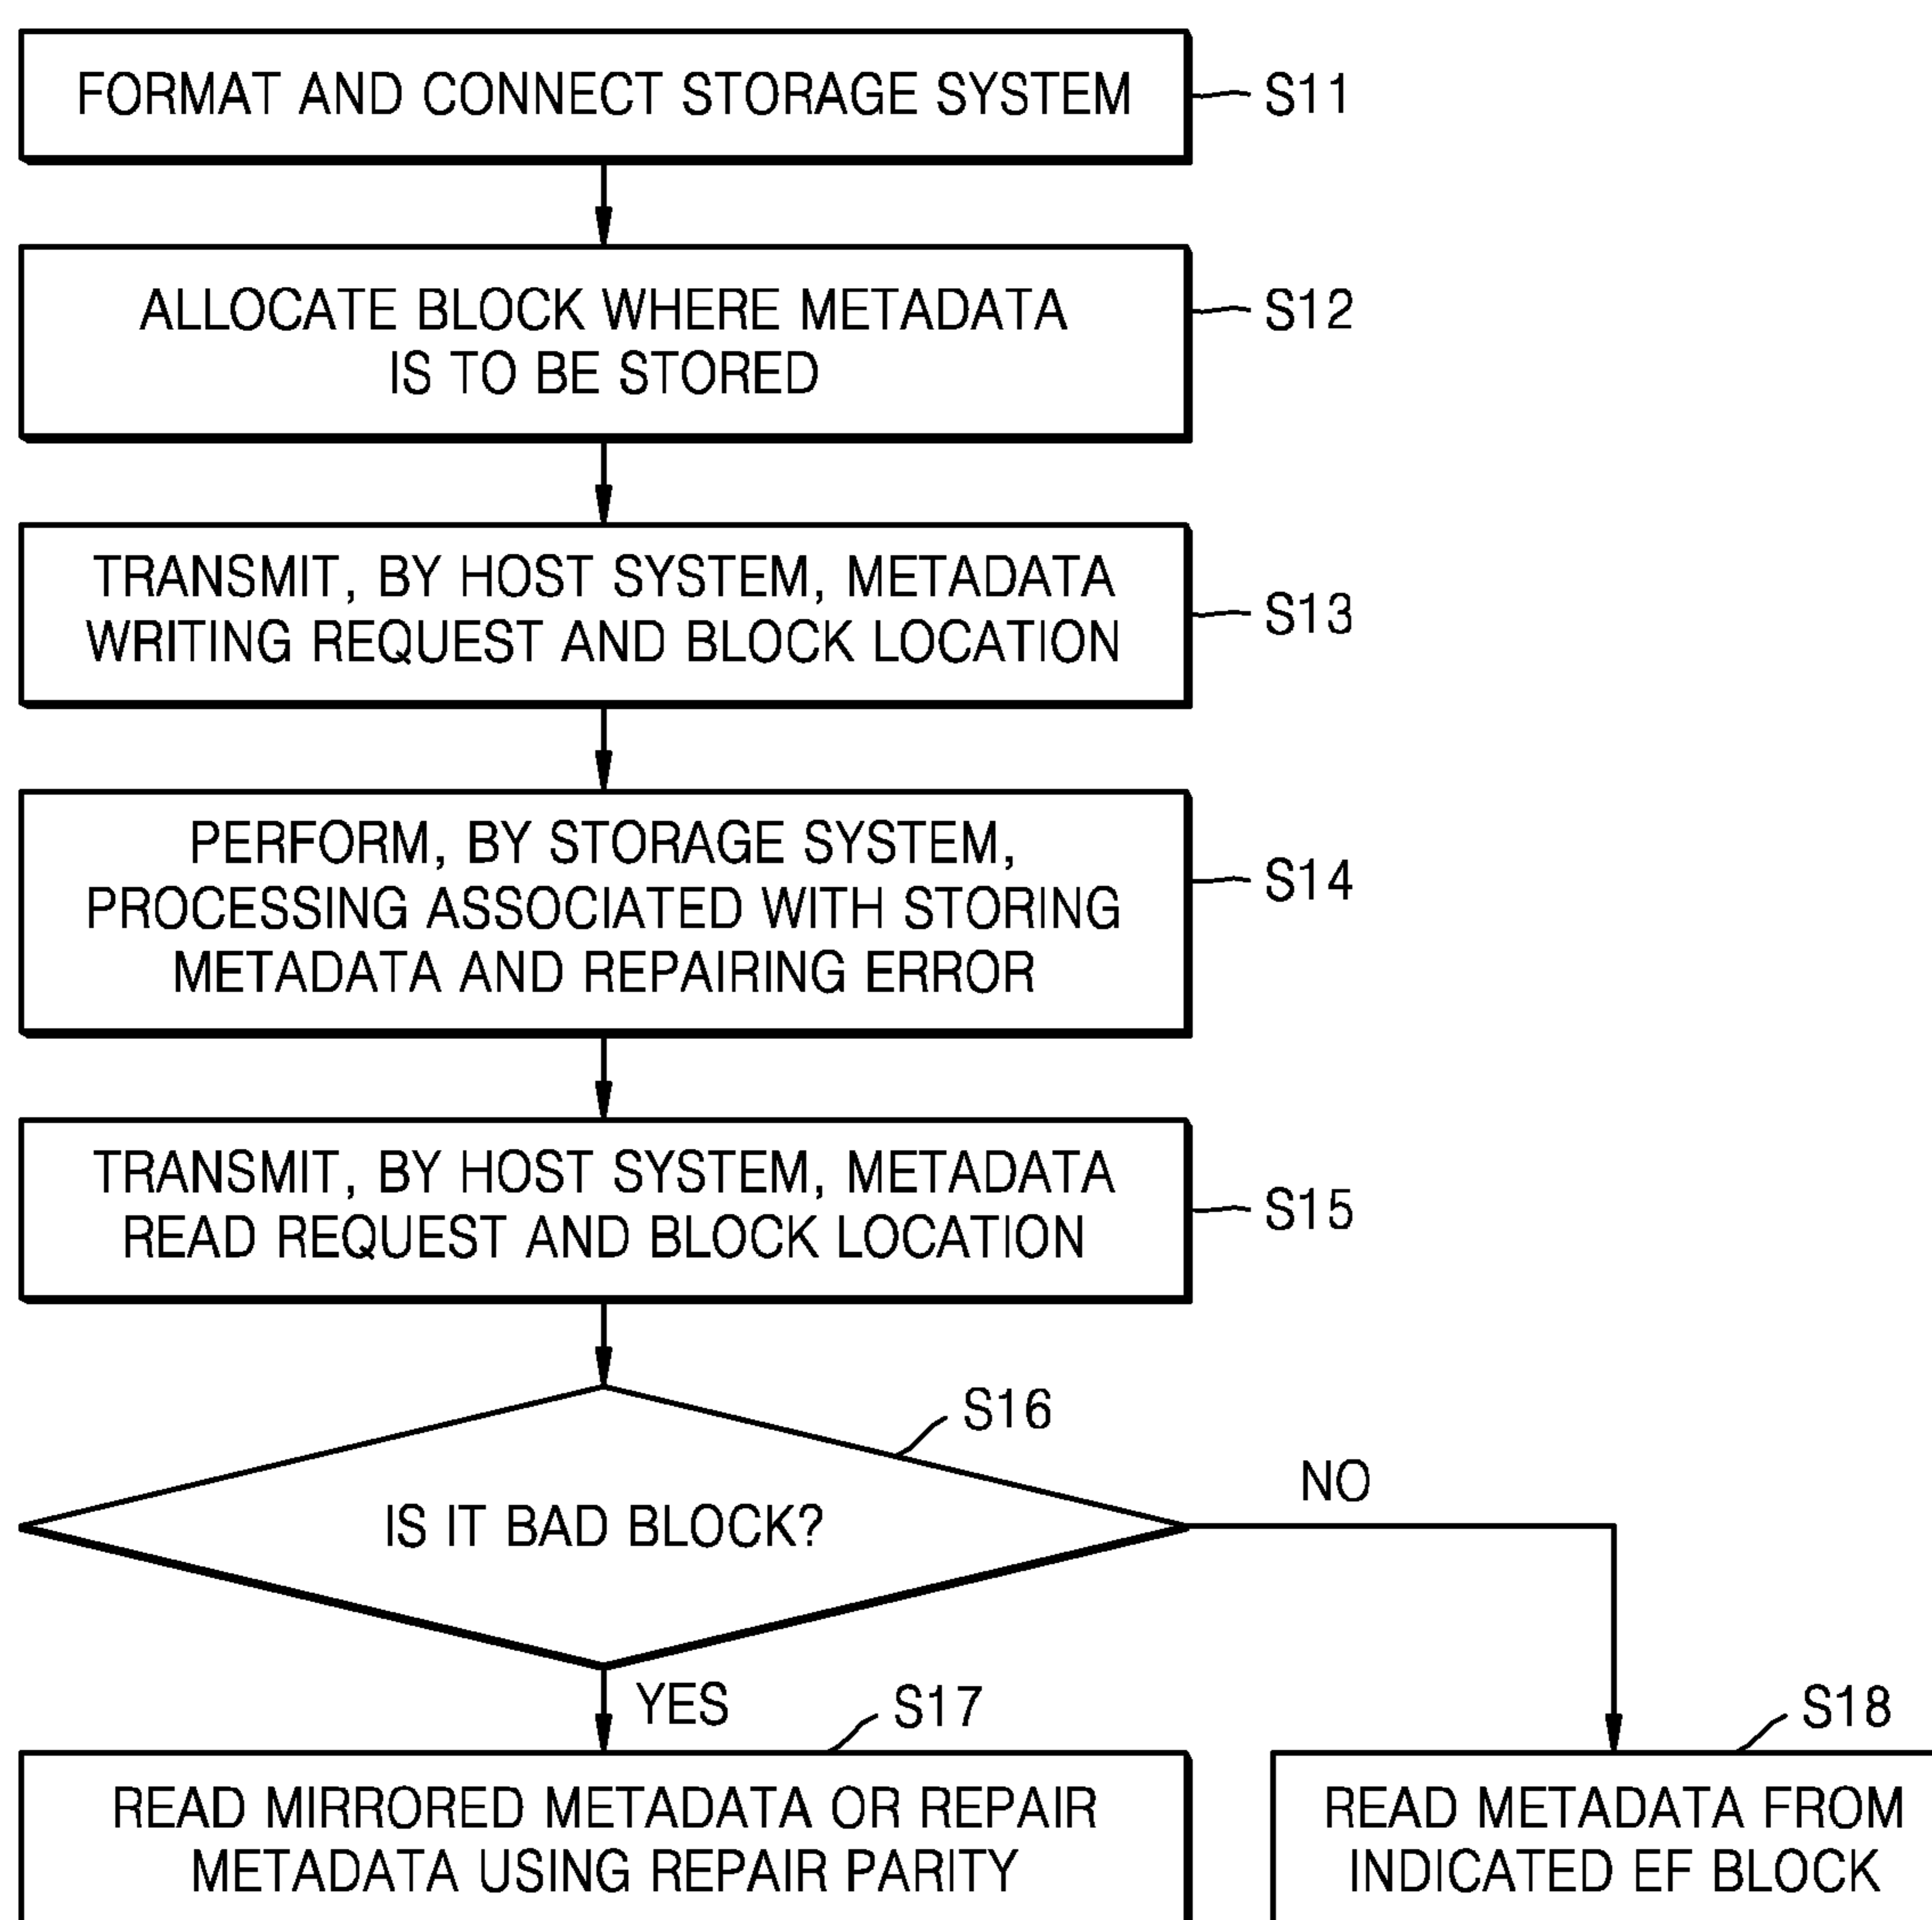 FORMAT AND CONNECT STORAGE SYSTEM
S11
ALLOCATE BLOCK WHERE METADATA
IS TO BE STORED
S12
TRANSMIT, BY HOST SYSTEM, METADATA
WRITING REQUEST AND BLOCK LOCATION
S13
PERFORM, BY STORAGE SYSTEM,
PROCESSING ASSOCIATED WITH STORING
METADATA AND REPAIRING ERROR
S14
TRANSMIT, BY HOST SYSTEM, METADATA
READ REQUEST AND BLOCK LOCATION
S15
S16
IS IT BAD BLOCK?
NO
YES
S17
S18
READ MIRRORED METADATA OR REPAIR
METADATA USING REPAIR PARITY
READ METADATA FROM
INDICATED EF BLOCK